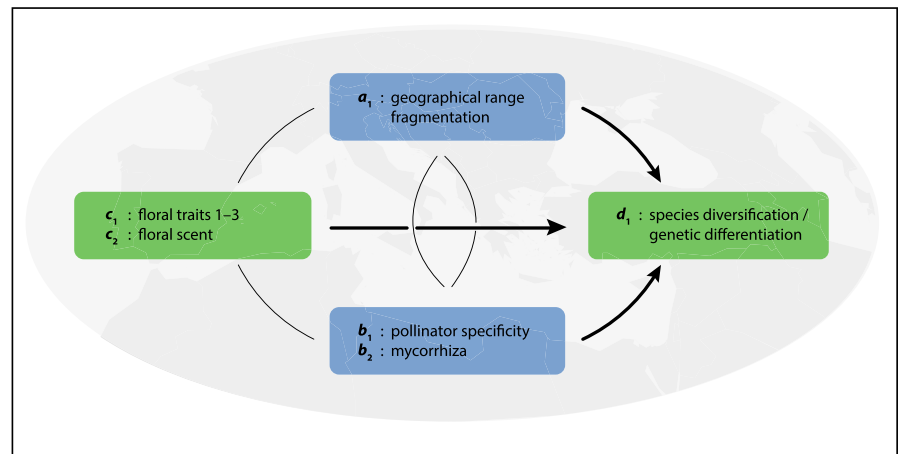 a1 : geographical range
fragmentation
c1 : floral traits 1–3
c2 : floral scent
d1 : species diversification /
genetic differentiation
b1 : pollinator specificity
b2 : mycorrhiza